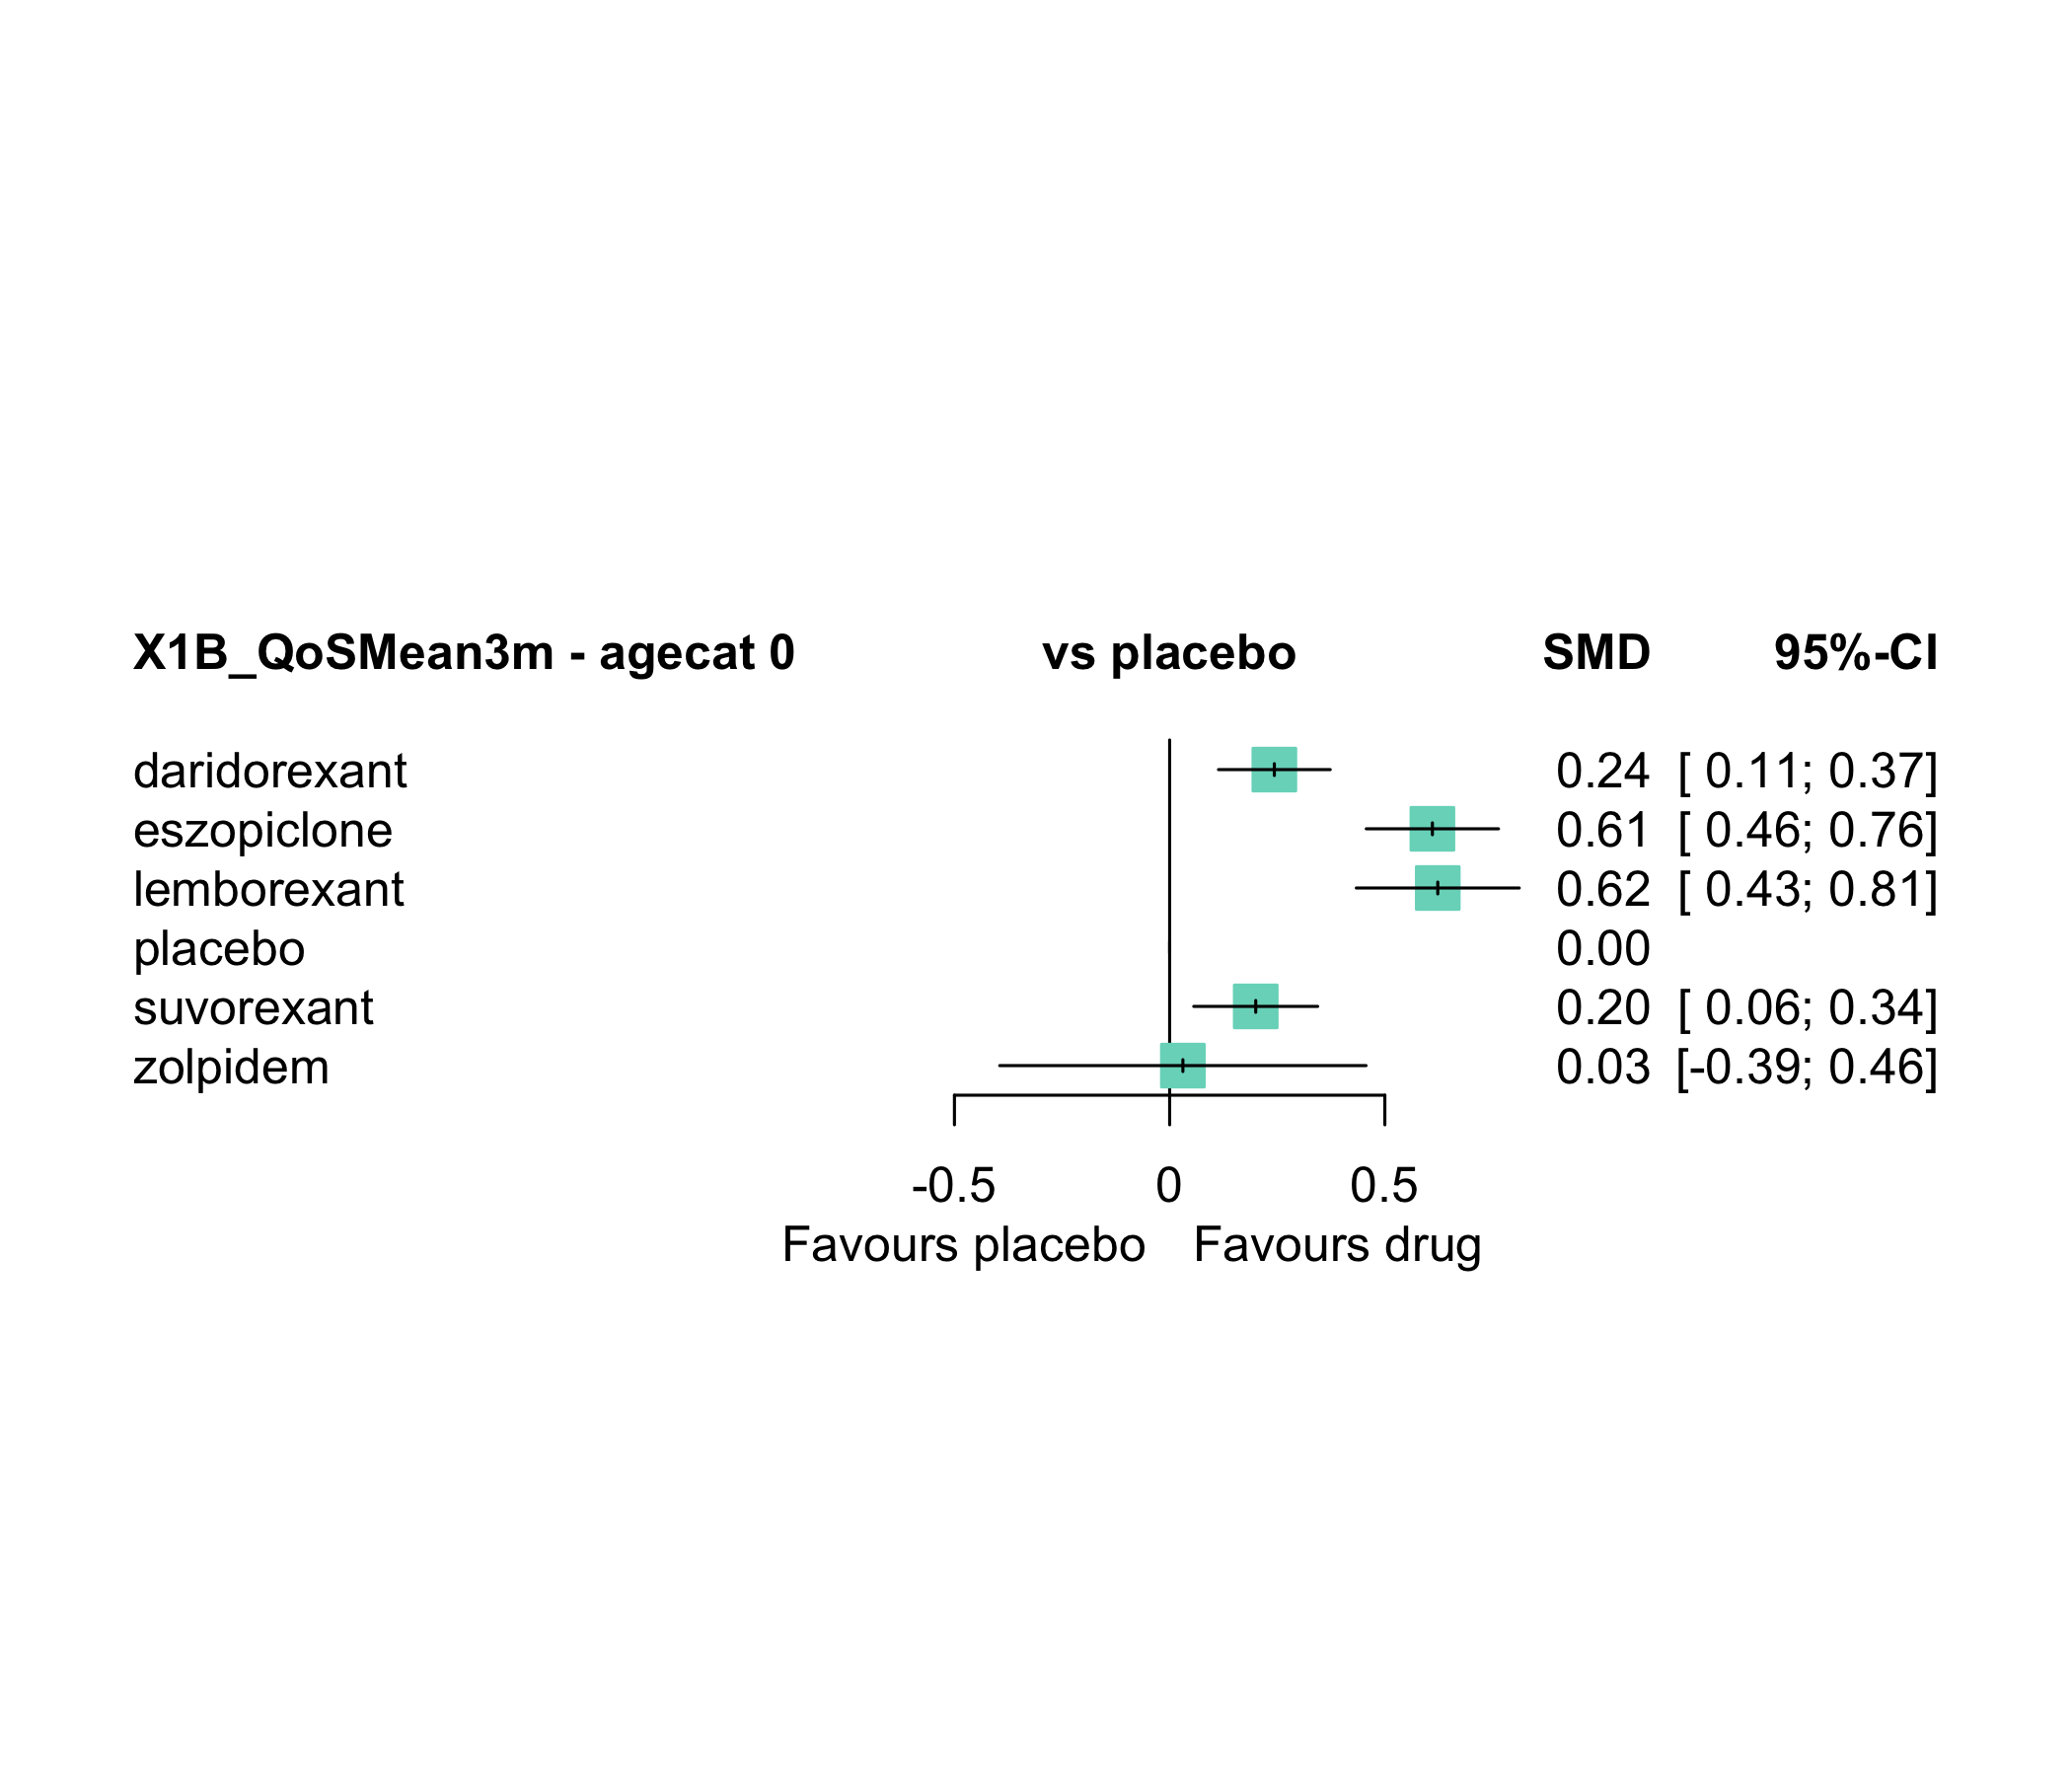 X1B_QoSMean3m - agecat 0 vs placebo SMD 95%-CI
daridorexant 0.24 [ 0.11; 0.37]
eszopiclone 0.61 [ 0.46; 0.76]
lemborexant 0.62 [ 0.43; 0.81]
placebo 0.00
suvorexant 0.20 [ 0.06; 0.34]
zolpidem 0.03 [-0.39; 0.46]
-0.5 0 0.5
Favours placebo Favours drug